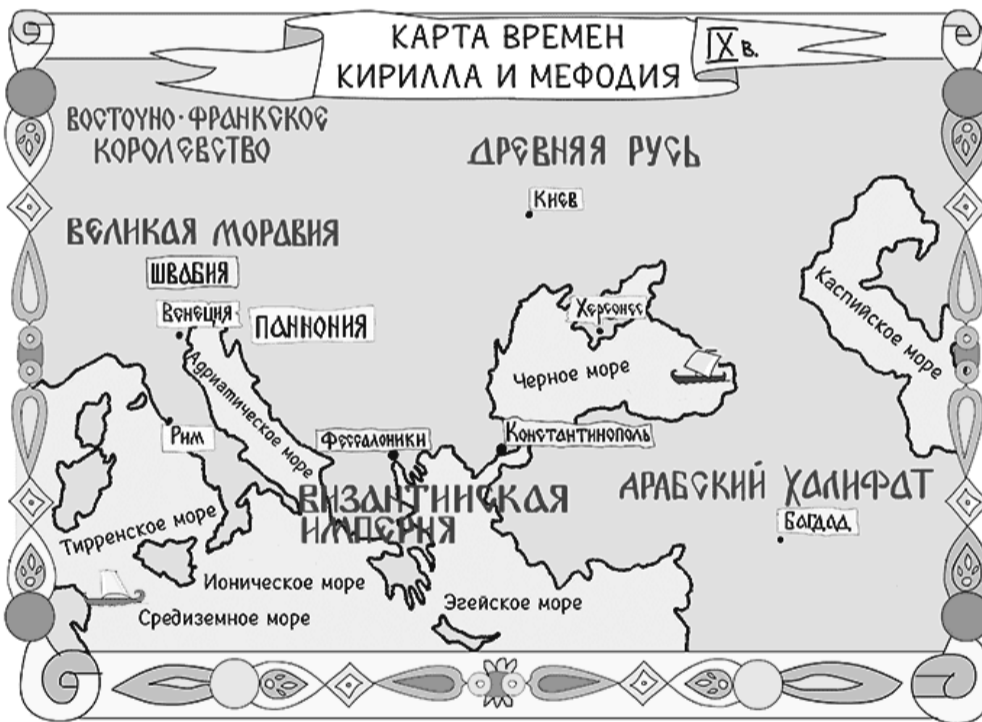 КАРТА ВРЕМЕН
КИРИЛЛА И МЕФОДИЯ
IX в.
ВОСТОЧНО-ФРАНКСКОЕ
КОРОЛЕВСТВО
ДРЕВНЯЯ РУСЬ
Киев
ВЕЛИКАЯ МОРАВИЯ
ШВАБИЯ
Венеция
ПАННОНИЯ
Херсонес
Каспийское море
Адриатическое море
Черное море
Рим
Фессалоники
Константинополь
ВИЗАНТИЙСКАЯ
ИМПЕРИЯ
АРАБСКИЙ ХАЛИФАТ
Багдад
Тирренское море
Ионическое море
Эгейское море
Средиземное море